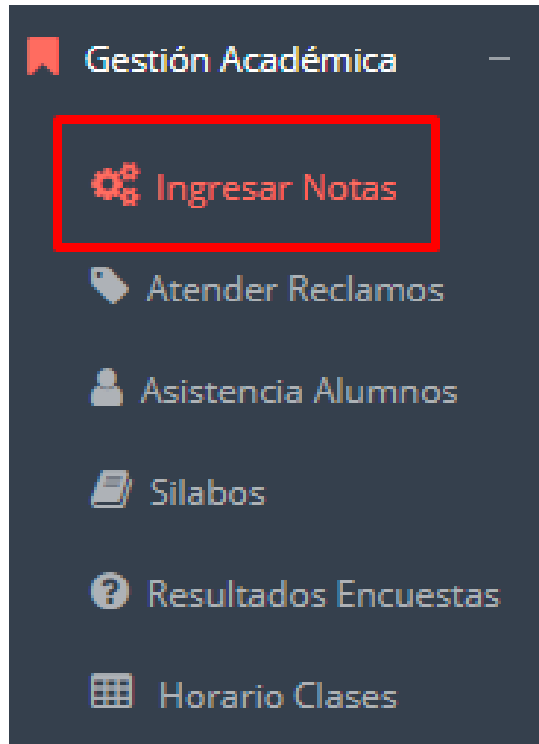 Gestión Académica
Ingresar Notas
Atender Reclamos
Asistencia Alumnos
Silabos
Resultados Encuestas
Horario Clases